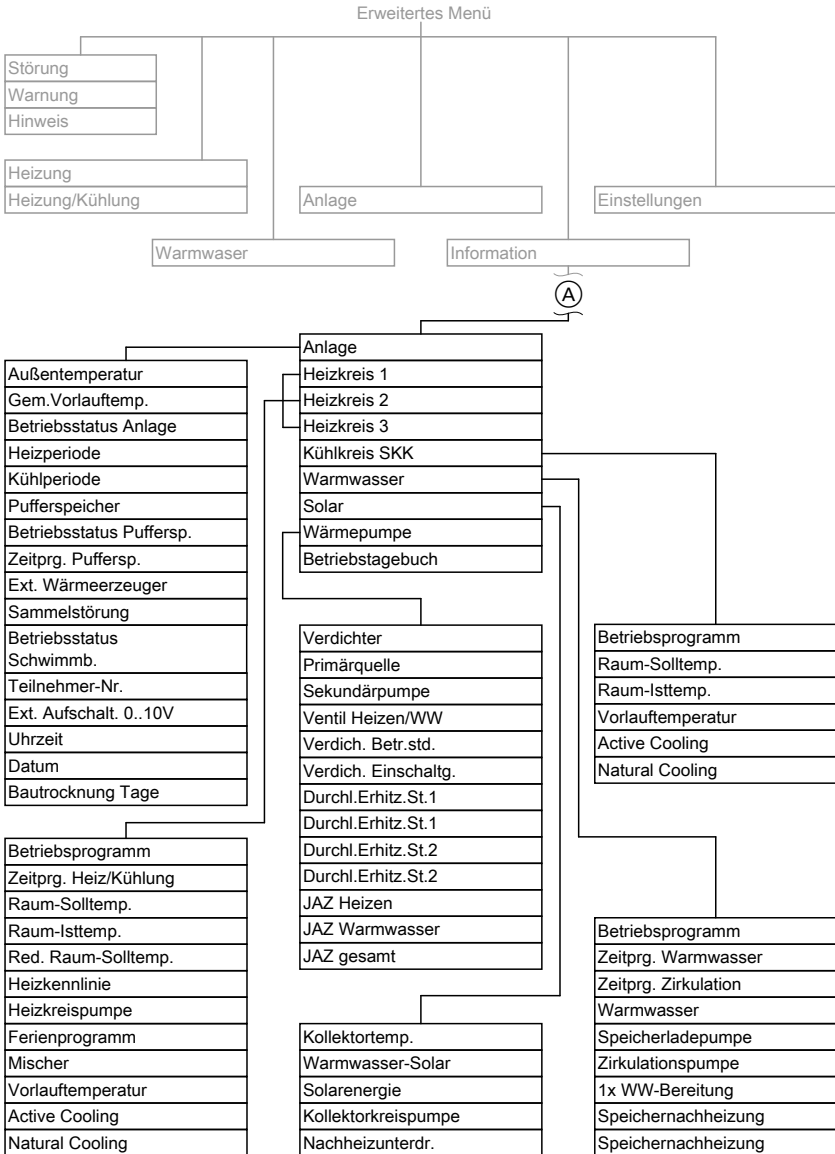 Erweitertes Menü
Störung
Warnung
Hinweis
Heizung
Heizung/Kühlung
Anlage
Einstellungen
Warmwaser
Information
A
Anlage
Heizkreis 1
Heizkreis 2
Heizkreis 3
Kühlkreis SKK
Warmwasser
Solar
Wärmepumpe
Betriebstagebuch
Außentemperatur
Gem.Vorlauftemp.
Betriebsstatus Anlage
Heizperiode
Kühlperiode
Pufferspeicher
Betriebsstatus Puffersp.
Zeitprg. Puffersp.
Ext. Wärmeerzeuger
Sammelstörung
Betriebsstatus
Schwimmb.
Teilnehmer-Nr.
Ext. Aufschalt. 0..10V
Uhrzeit
Datum
Bautrocknung Tage
Verdichter
Primärquelle
Sekundärpumpe
Ventil Heizen/WW
Verdich. Betr.std.
Verdich. Einschaltg.
Durchl.Erhitz.St.1
Durchl.Erhitz.St.1
Durchl.Erhitz.St.2
Durchl.Erhitz.St.2
JAZ Heizen
JAZ Warmwasser
JAZ gesamt
Betriebsprogramm
Raum-Solltemp.
Raum-Isttemp.
Vorlauftemperatur
Active Cooling
Natural Cooling
Betriebsprogramm
Zeitprg. Heiz/Kühlung
Raum-Solltemp.
Raum-Isttemp.
Red. Raum-Solltemp.
Heizkennlinie
Heizkreispumpe
Ferienprogramm
Mischer
Vorlauftemperatur
Active Cooling
Natural Cooling
Kollektortemp.
Warmwasser-Solar
Solarenergie
Kollektorkreispumpe
Nachheizunterdr.
Betriebsprogramm
Zeitprg. Warmwasser
Zeitprg. Zirkulation
Warmwasser
Speicherladepumpe
Zirkulationspumpe
1x WW-Bereitung
Speichernachheizung
Speichernachheizung